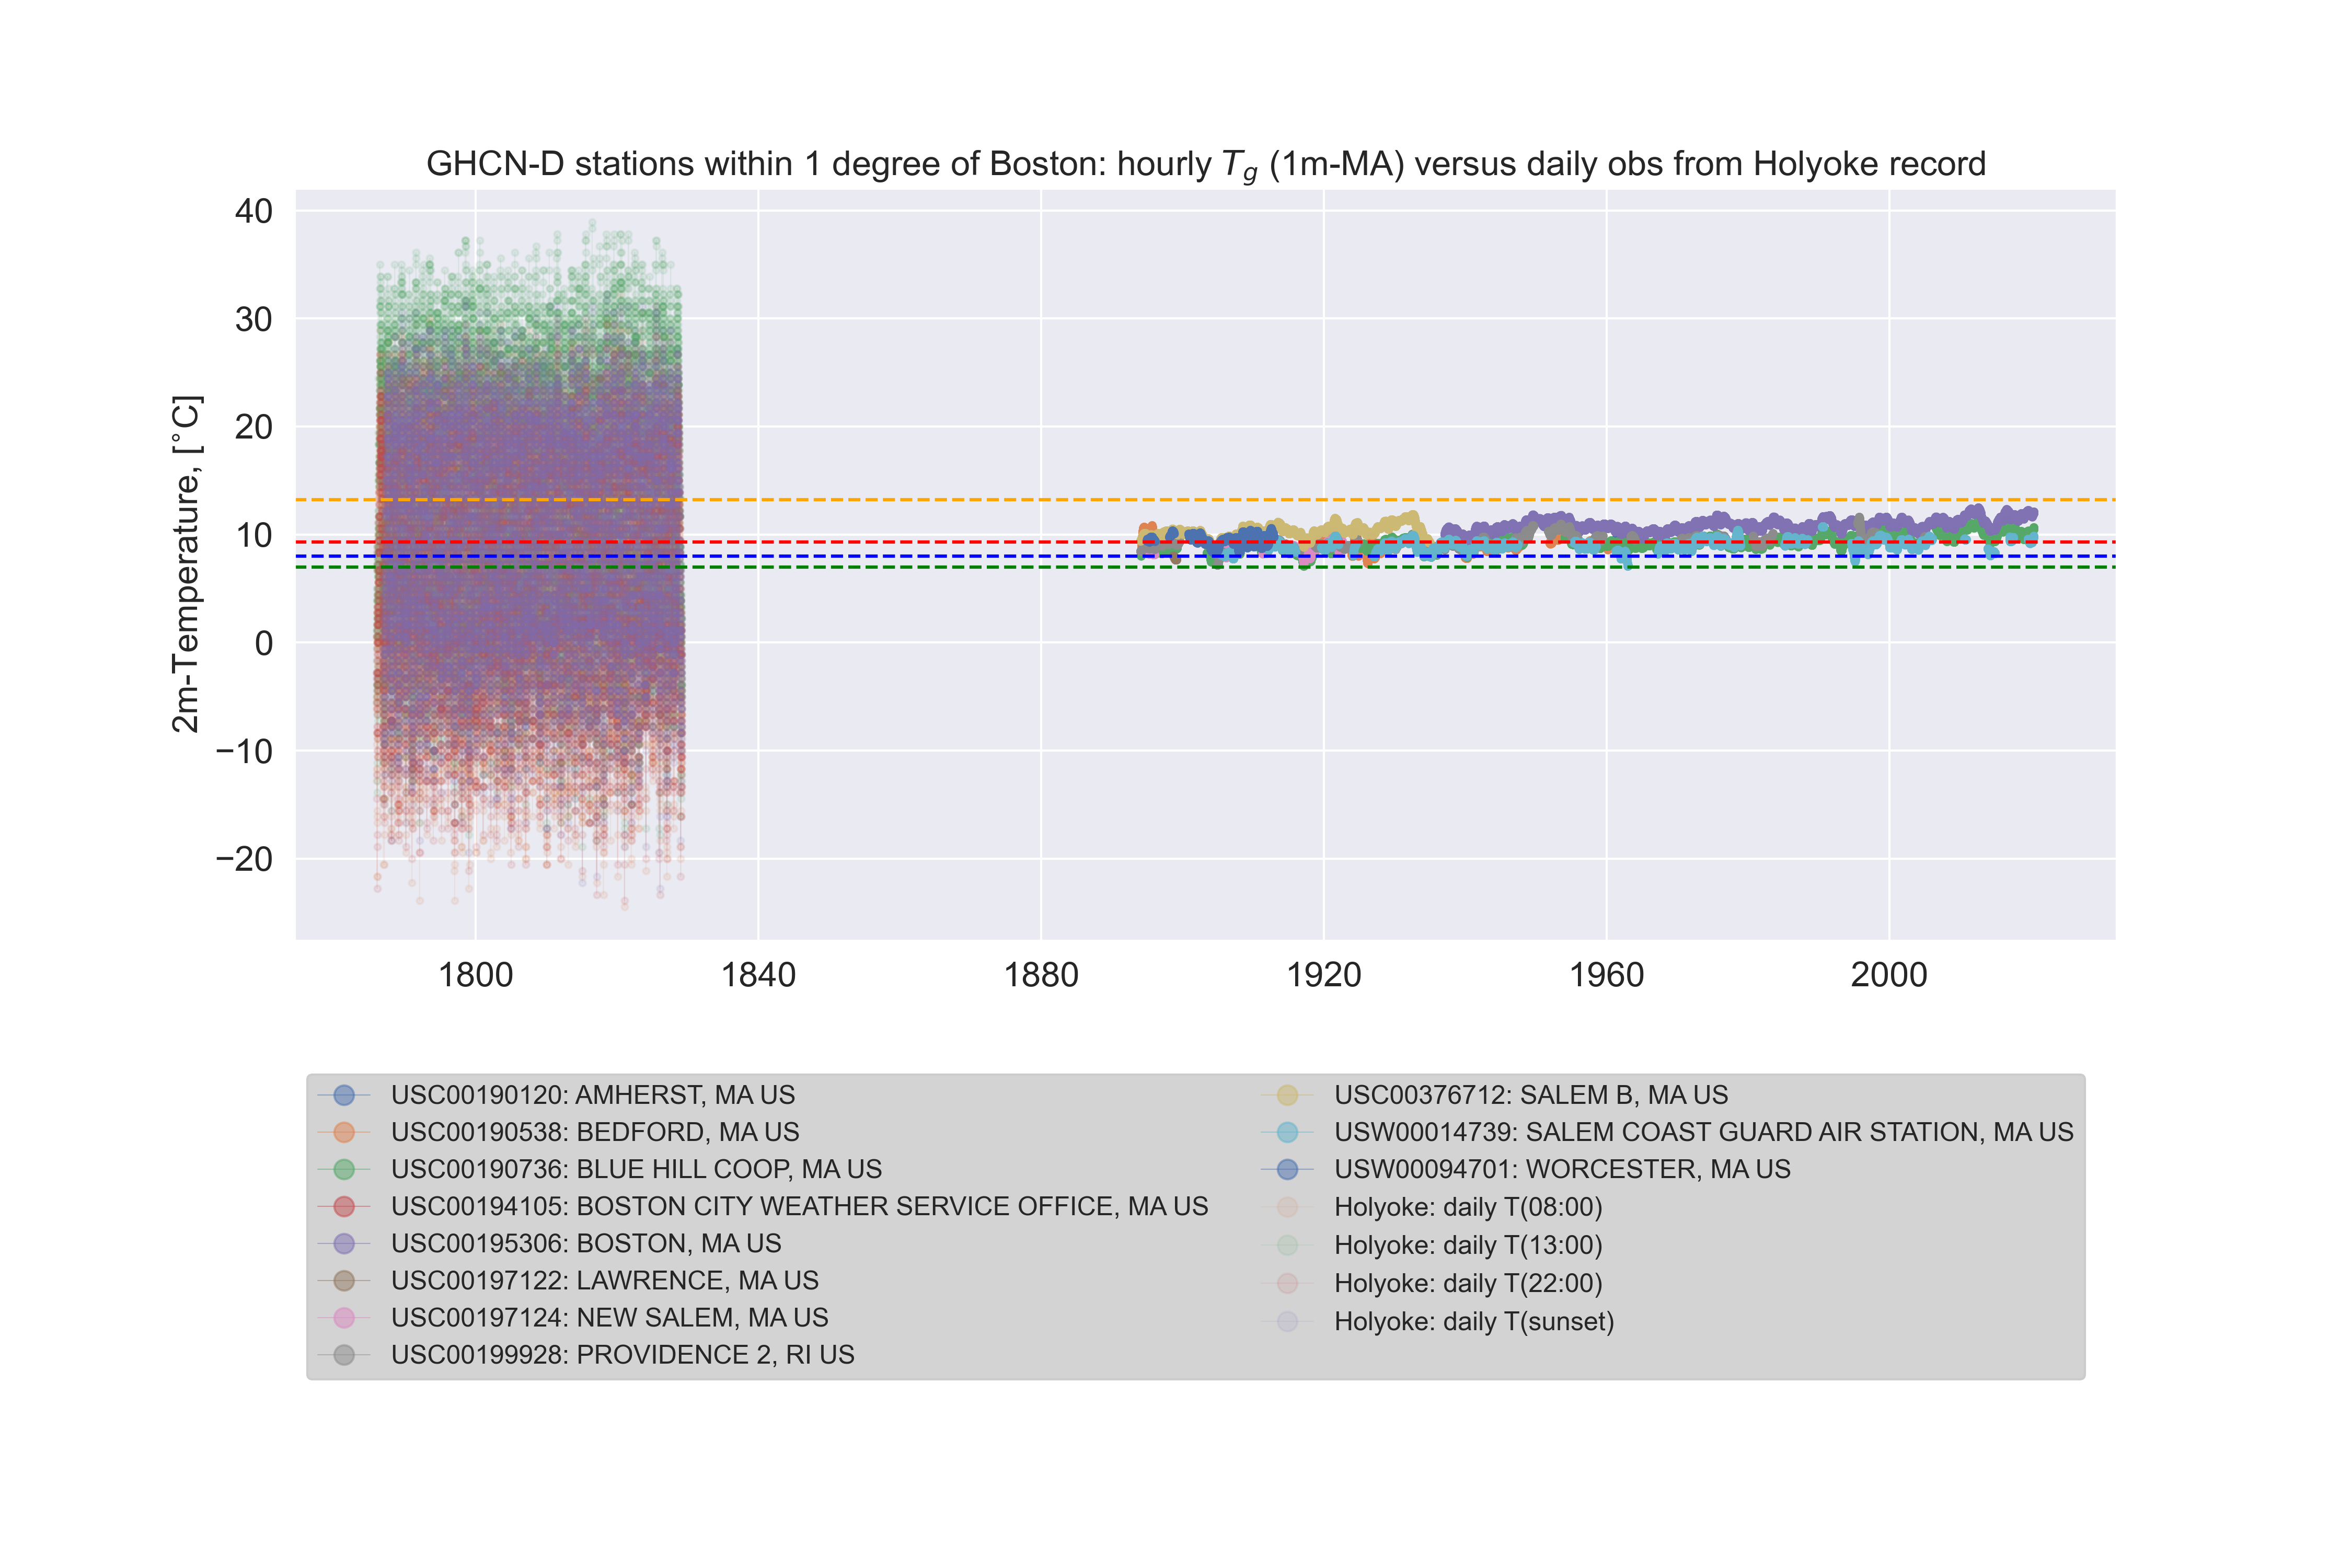 GHCN-D stations within 1 degree of Boston: hourly T_g (1m-MA) versus daily obs from Holyoke record
2m-Temperature, [°C]
40
30
20
10
0
−10
−20
1800 1840 1880 1920 1960 2000
USC00190120: AMHERST, MA US
USC00190538: BEDFORD, MA US
USC00190736: BLUE HILL COOP, MA US
USC00194105: BOSTON CITY WEATHER SERVICE OFFICE, MA US
USC00195306: BOSTON, MA US
USC00197122: LAWRENCE, MA US
USC00197124: NEW SALEM, MA US
USC00199928: PROVIDENCE 2, RI US
USC00376712: SALEM B, MA US
USW00014739: SALEM COAST GUARD AIR STATION, MA US
USW00094701: WORCESTER, MA US
Holyoke: daily T(08:00)
Holyoke: daily T(13:00)
Holyoke: daily T(22:00)
Holyoke: daily T(sunset)